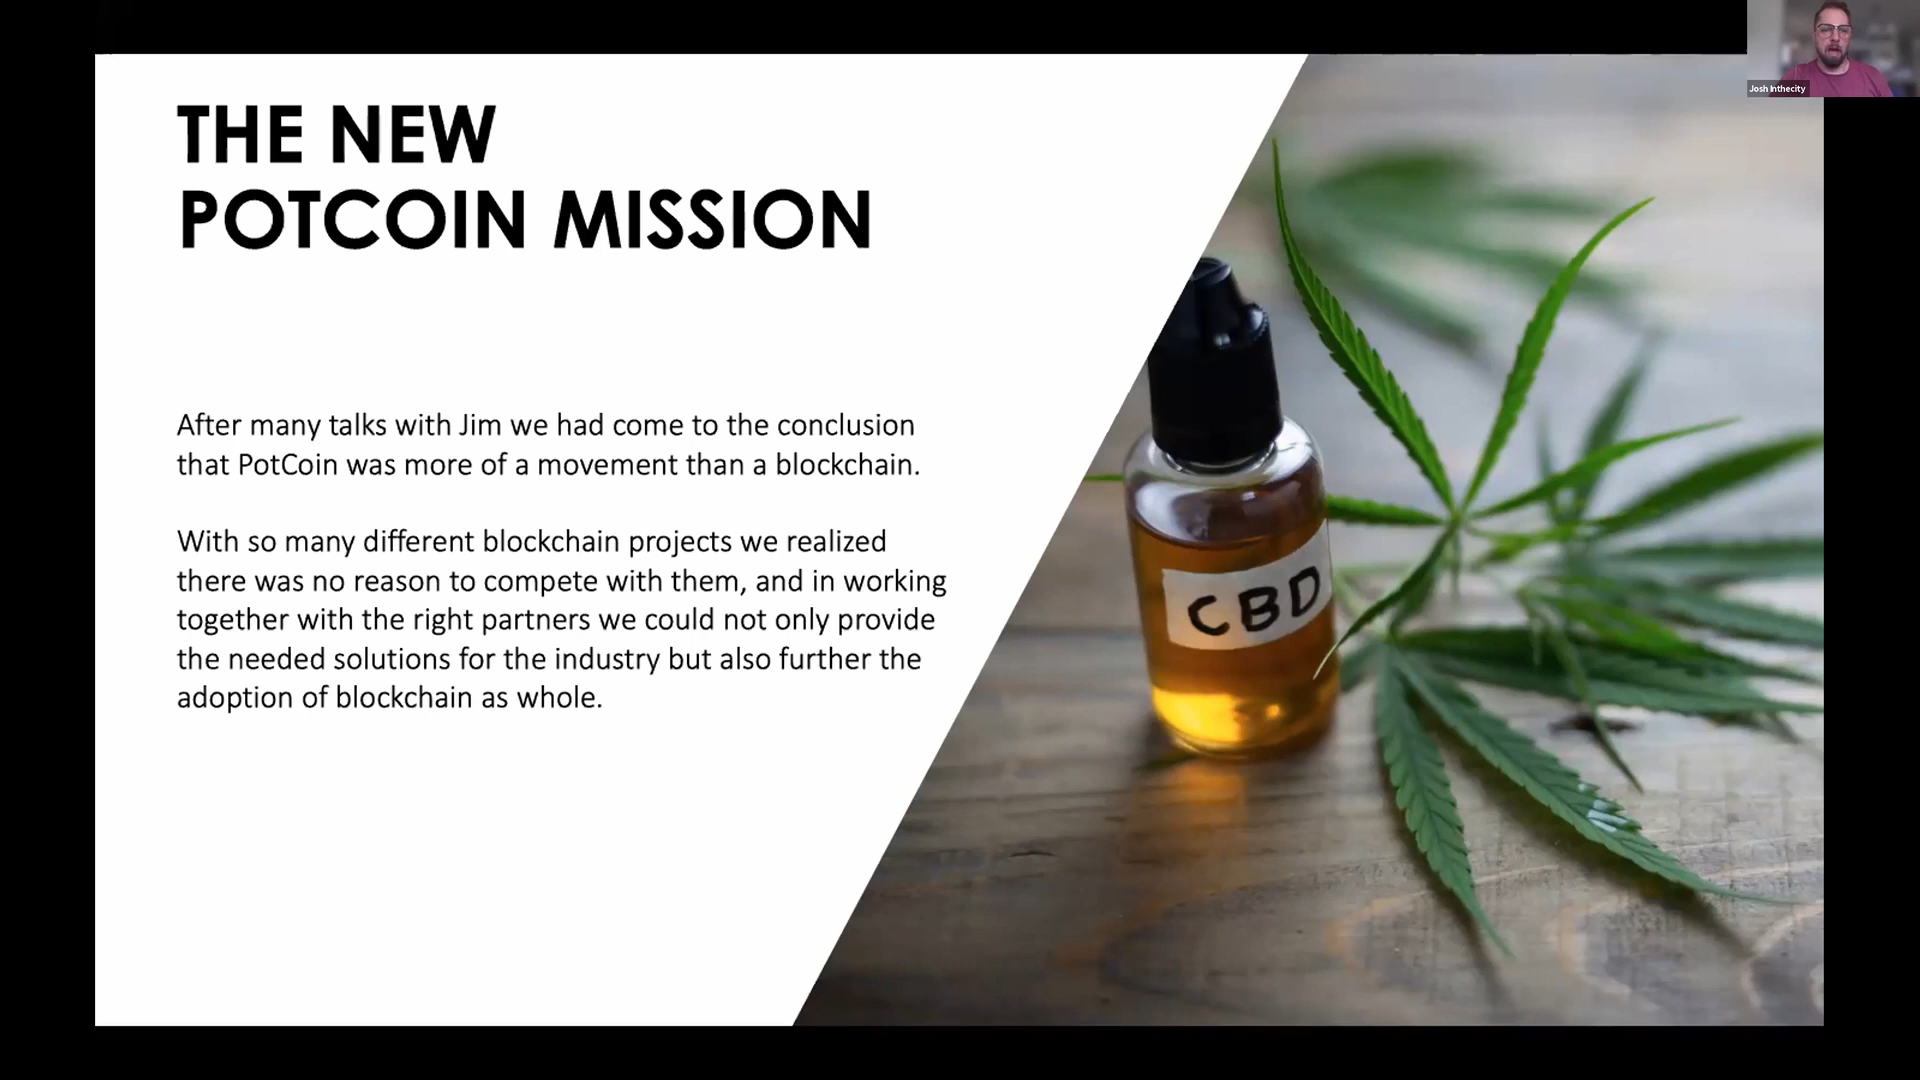 Josh Inthecity
THE NEW
POTCOIN MISSION
After many talks with Jim we had come to the conclusion
that PotCoin was more of a movement than a blockchain.
With so many different blockchain projects we realized
there was no reason to compete with them, and in working
together with the right partners we could not only provide
the needed solutions for the industry but also further the
adoption of blockchain as whole.
CBD